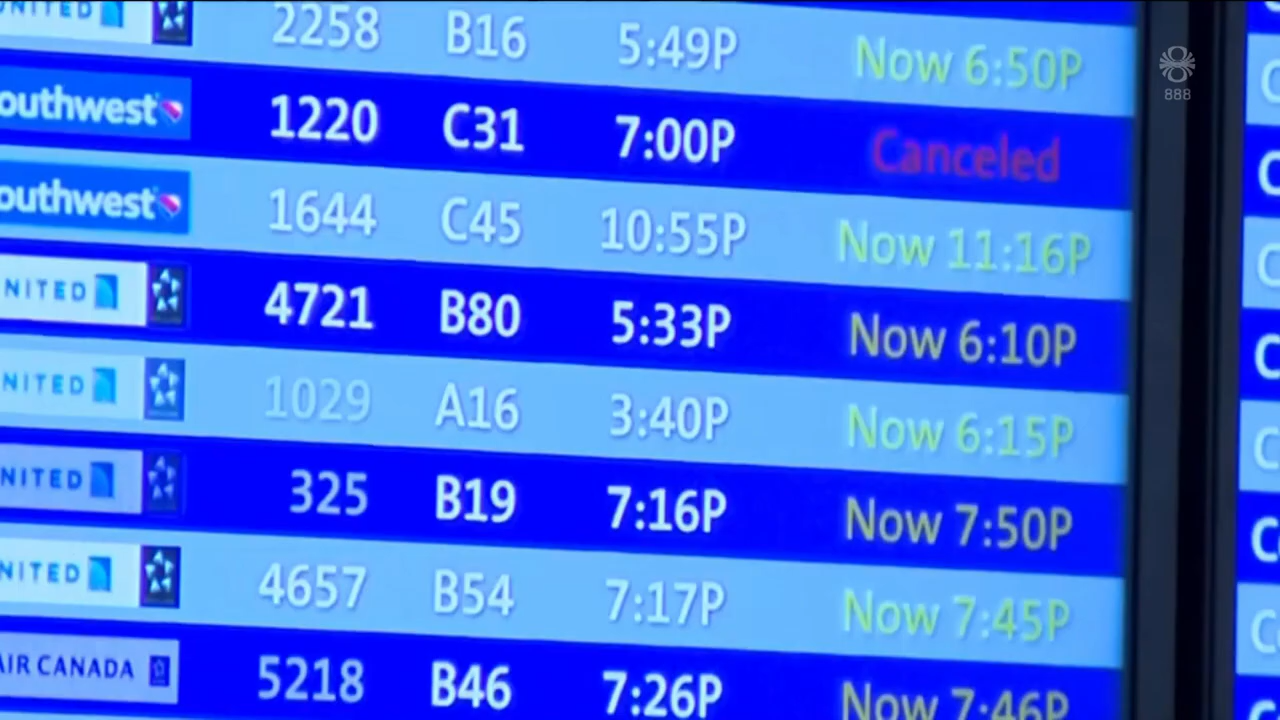 UNITED 2258 B16 5:49P Now 6:50P
888
outhwest 1220 C31 7:00P Canceled
outhwest 1644 C45 10:55P Now 11:16P
NITED 4721 B80 5:33P Now 6:10P
NITED 1029 A16 3:40P Now 6:15P
NITED 325 B19 7:16P Now 7:50P
NITED 4657 B54 7:17P Now 7:45P
AIR CANADA 5218 B46 7:26P Now 7:46P